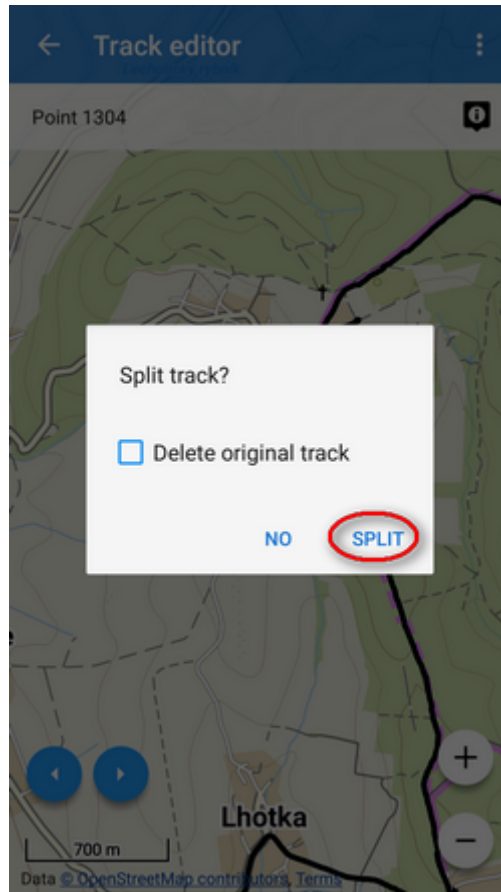 Track editor
Point 1304
Split track?
Delete original track
NO SPLIT
Lhotka
700 m
Data © OpenStreetMap contributors, Terms